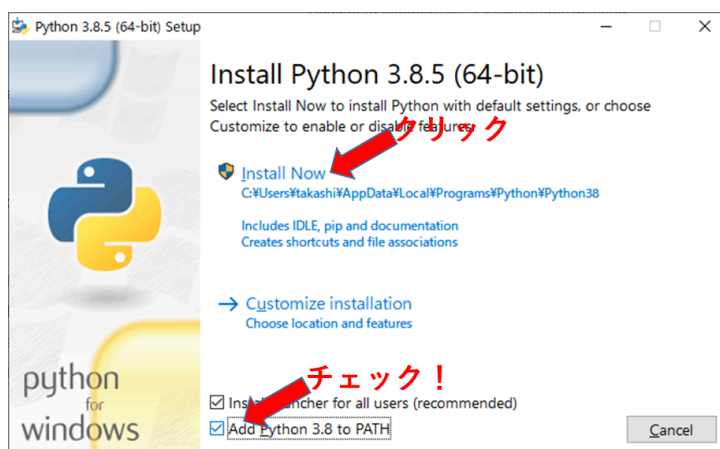 Python 3.8.5 (64-bit) Setup
Install Python 3.8.5 (64-bit)
Select Install Now to install Python with default settings, or choose
Customize to enable or disable features.
クリック
Install Now
C:¥Users¥takashi¥AppData¥Local¥Programs¥Python¥Python38
Includes IDLE, pip and documentation
Creates shortcuts and file associations
Customize installation
Choose location and features
チェック！
Install launcher for all users (recommended)
Add Python 3.8 to PATH
python
for
windows
Cancel